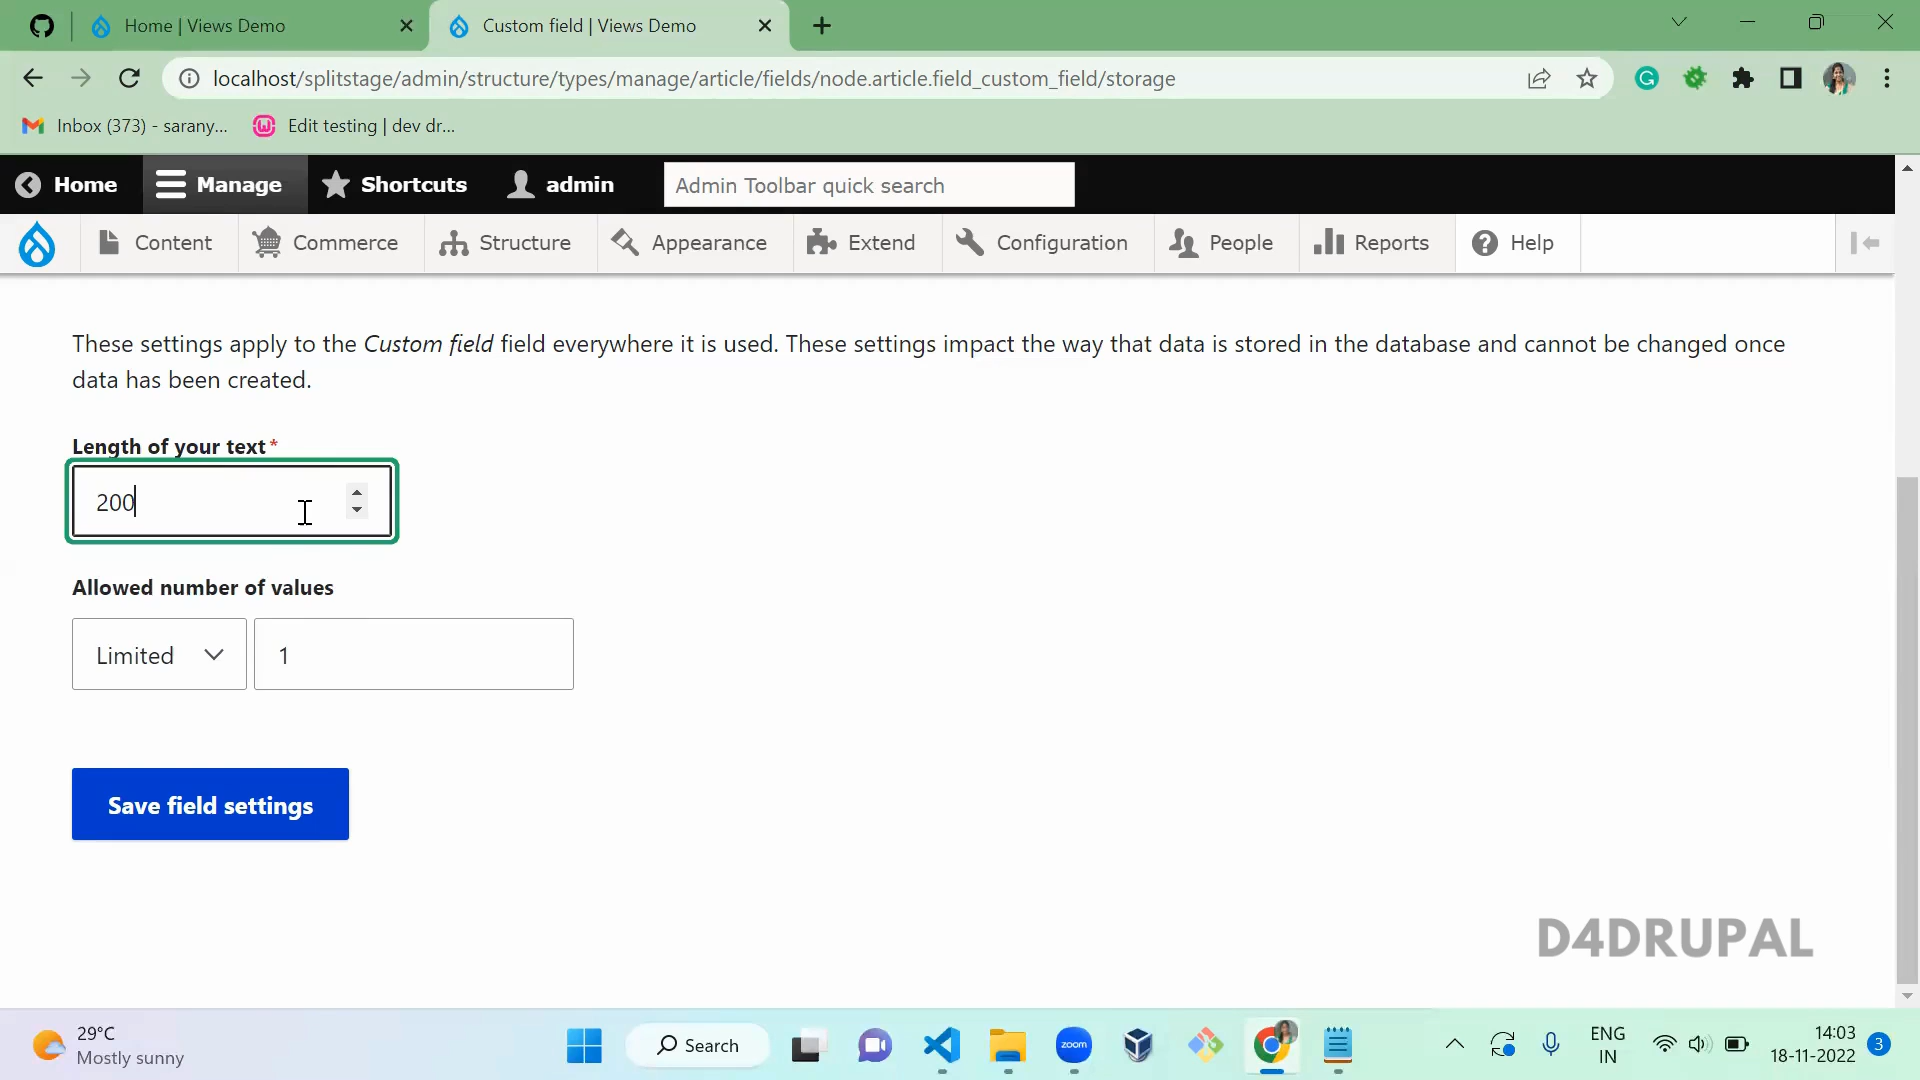 Home | Views Demo
Custom field | Views Demo
localhost/splitstage/admin/structure/types/manage/article/fields/node.article.field_custom_field/storage
Inbox (373) - sarany...
Edit testing | dev dr...
Home
Manage
Shortcuts
admin
Admin Toolbar quick search
Content
Commerce
Structure
Appearance
Extend
Configuration
People
Reports
Help
These settings apply to the Custom field field everywhere it is used. These settings impact the way that data is stored in the database and cannot be changed once
data has been created.
Length of your text*
200
Allowed number of values
Limited
1
Save field settings
D4DRUPAL
29°C
Mostly sunny
Search
zoom
ENG
IN
14:03
18-11-2022
3